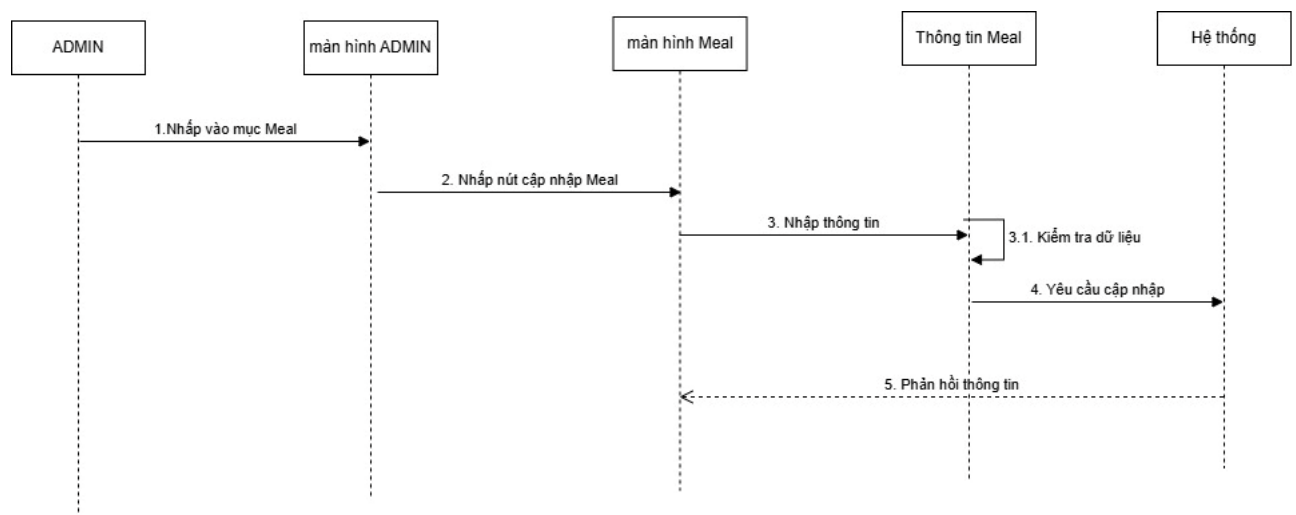 ADMIN
màn hình ADMIN
màn hình Meal
Thông tin Meal
Hệ thống
1.Nhấp vào mục Meal
2. Nhấp nút cập nhập Meal
3. Nhập thông tin
3.1. Kiểm tra dữ liệu
4. Yêu cầu cập nhập
5. Phản hồi thông tin